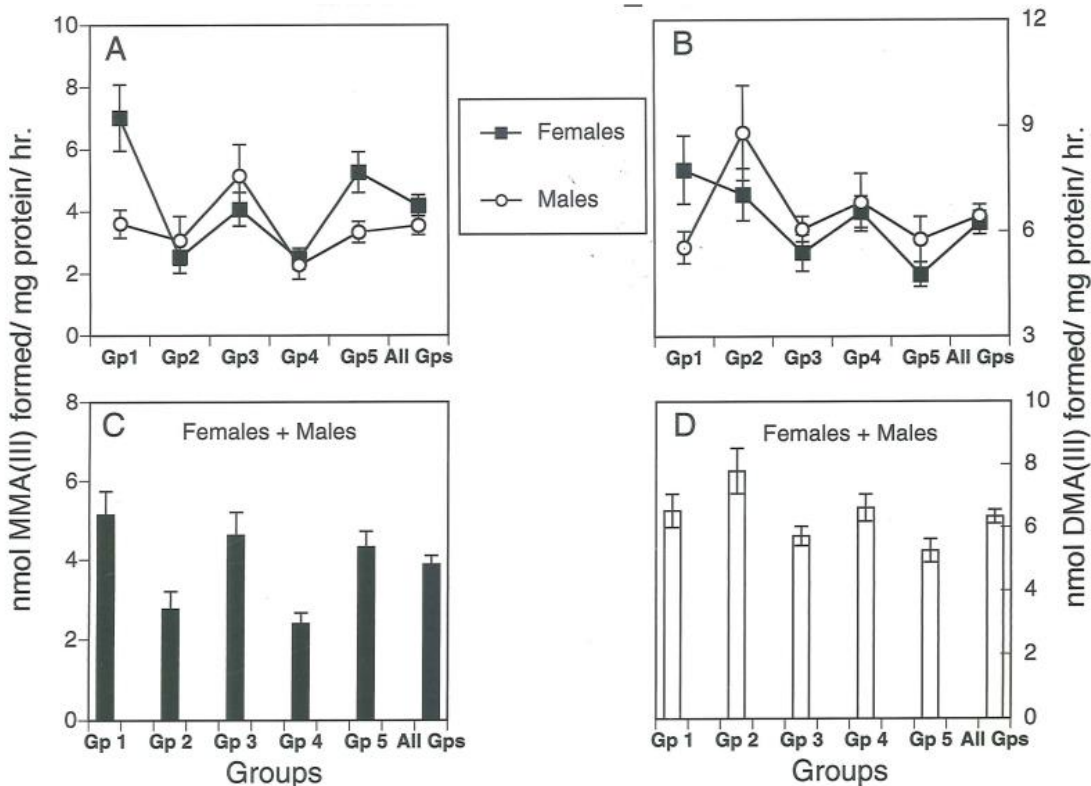 nmol MMA(III) formed/ mg protein/ hr.
A
10
8
6
4
2
0
Gp1 Gp2 Gp3 Gp4 Gp5 All Gps
Females
Males
B
12
9
6
3
Gp1 Gp2 Gp3 Gp4 Gp5 All Gps
nmol DMA(III) formed/ mg protein/ hr.
C
Females + Males
8
6
4
2
0
Gp 1 Gp 2 Gp 3 Gp 4 Gp 5 All Gps
Groups
D
Females + Males
10
8
6
4
2
0
Gp 1 Gp 2 Gp 3 Gp 4 Gp 5 All Gps
Groups